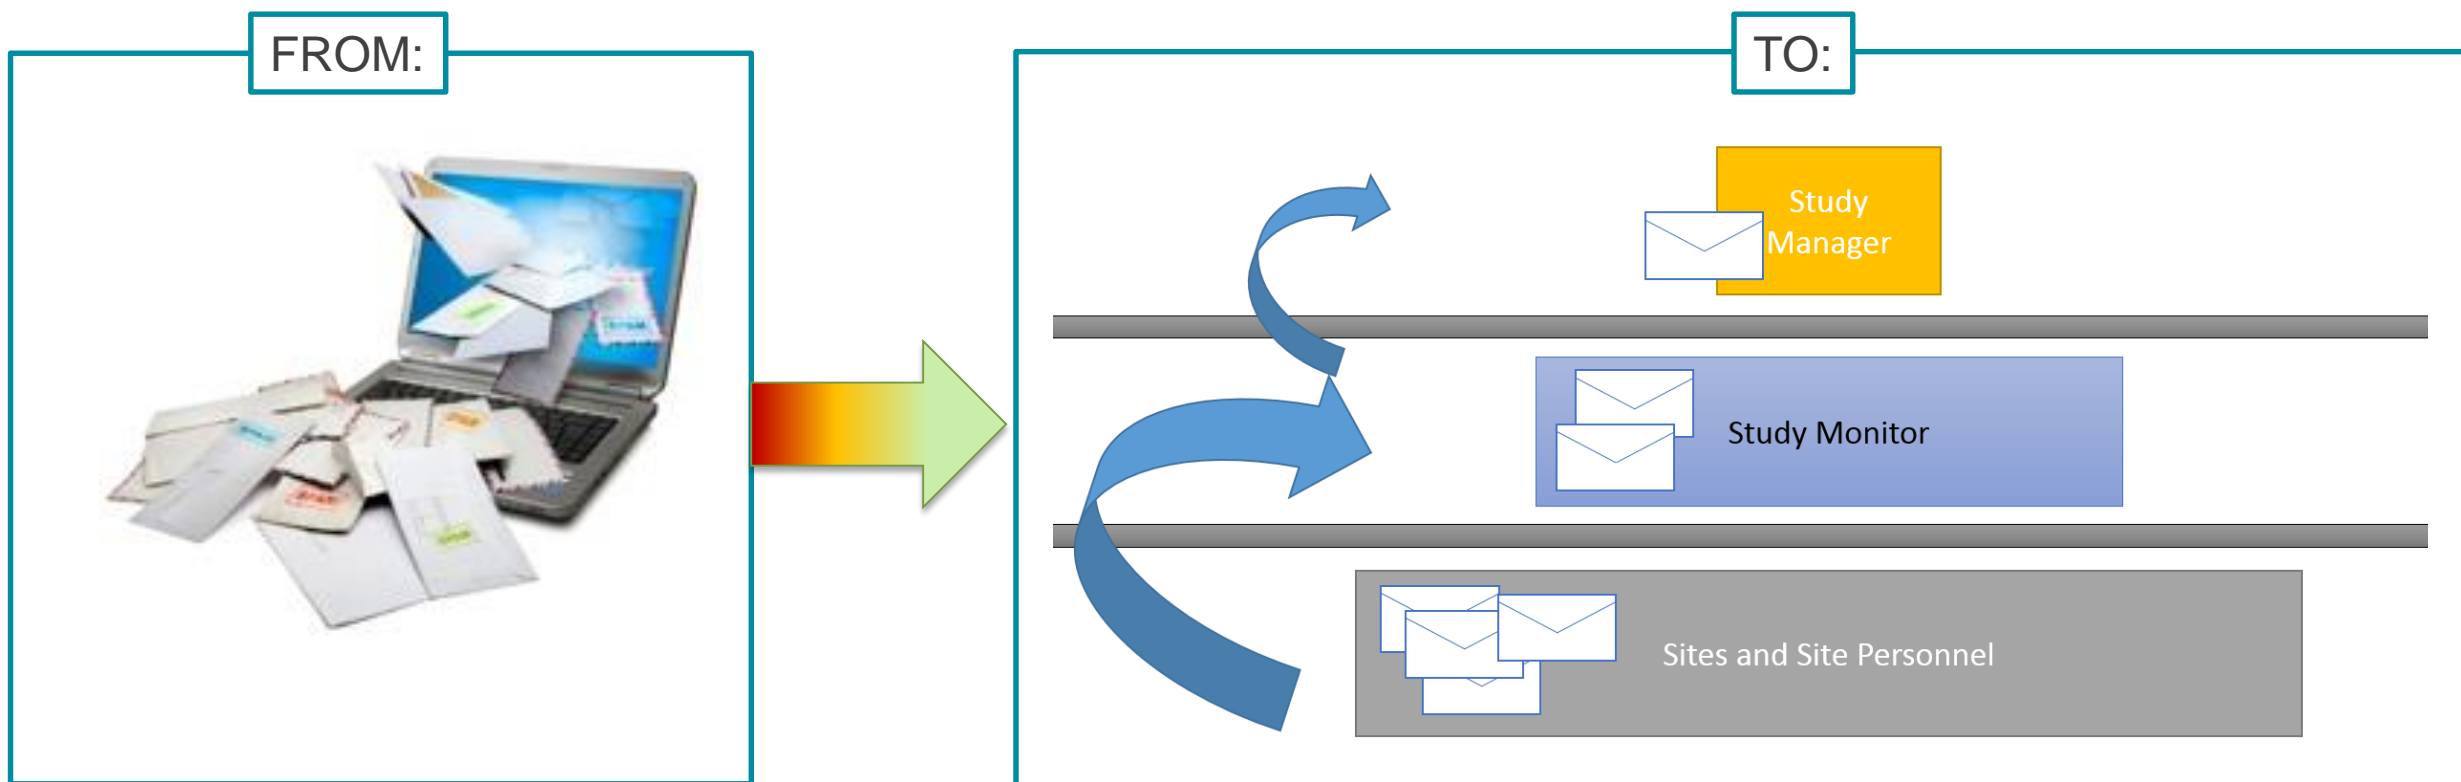 FROM:
TO:
Study
Manager
Study Monitor
Sites and Site Personnel